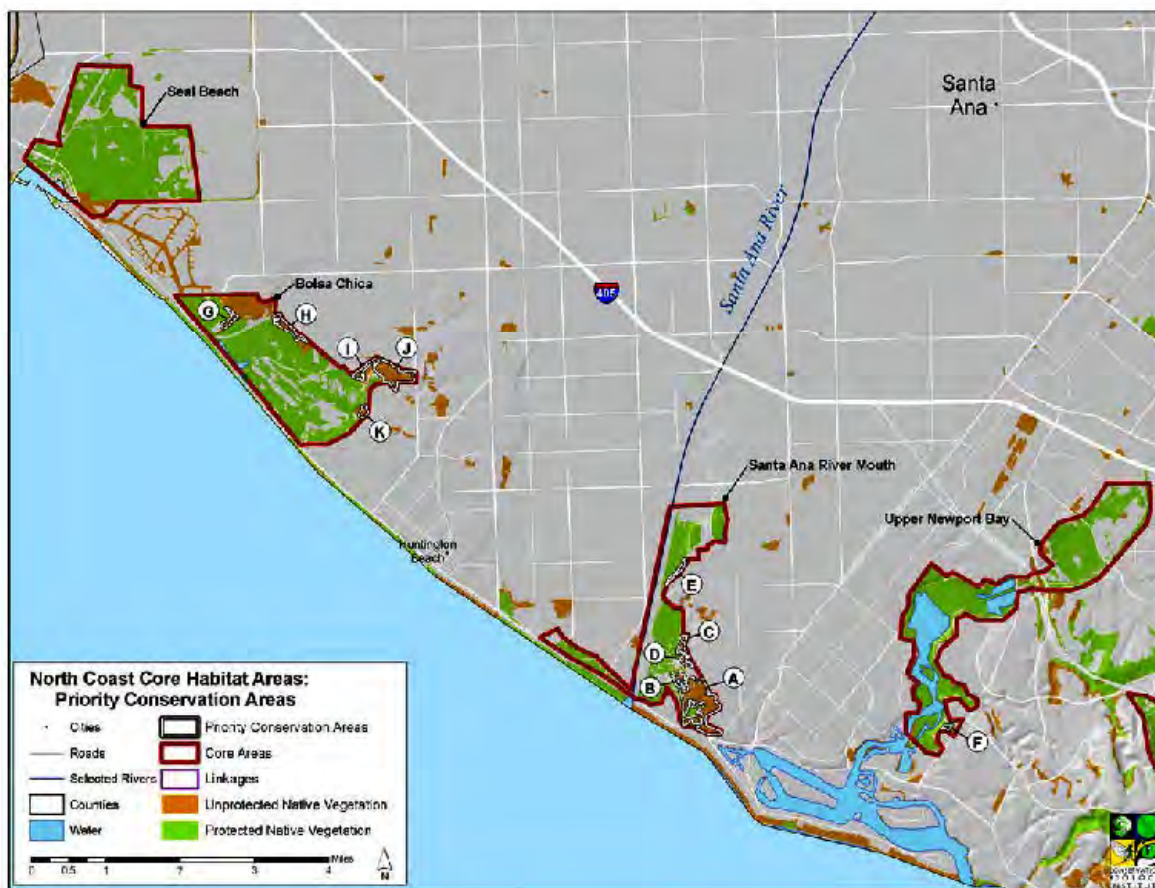 Seal Beach
Santa
Ana
Santa Ana River
Bolsa Chica
405
G
H
I
J
K
Santa Ana River Mouth
Upper Newport Bay
Huntington
Beach
E
C
D
A
B
F
North Coast Core Habitat Areas:
Priority Conservation Areas
Cities
Priority Conservation Areas
Roads
Core Areas
Selected Rivers
Linkages
Counties
Unprotected Native Vegetation
Water
Protected Native Vegetation
Miles
0 0.5 1 2 3 4
N